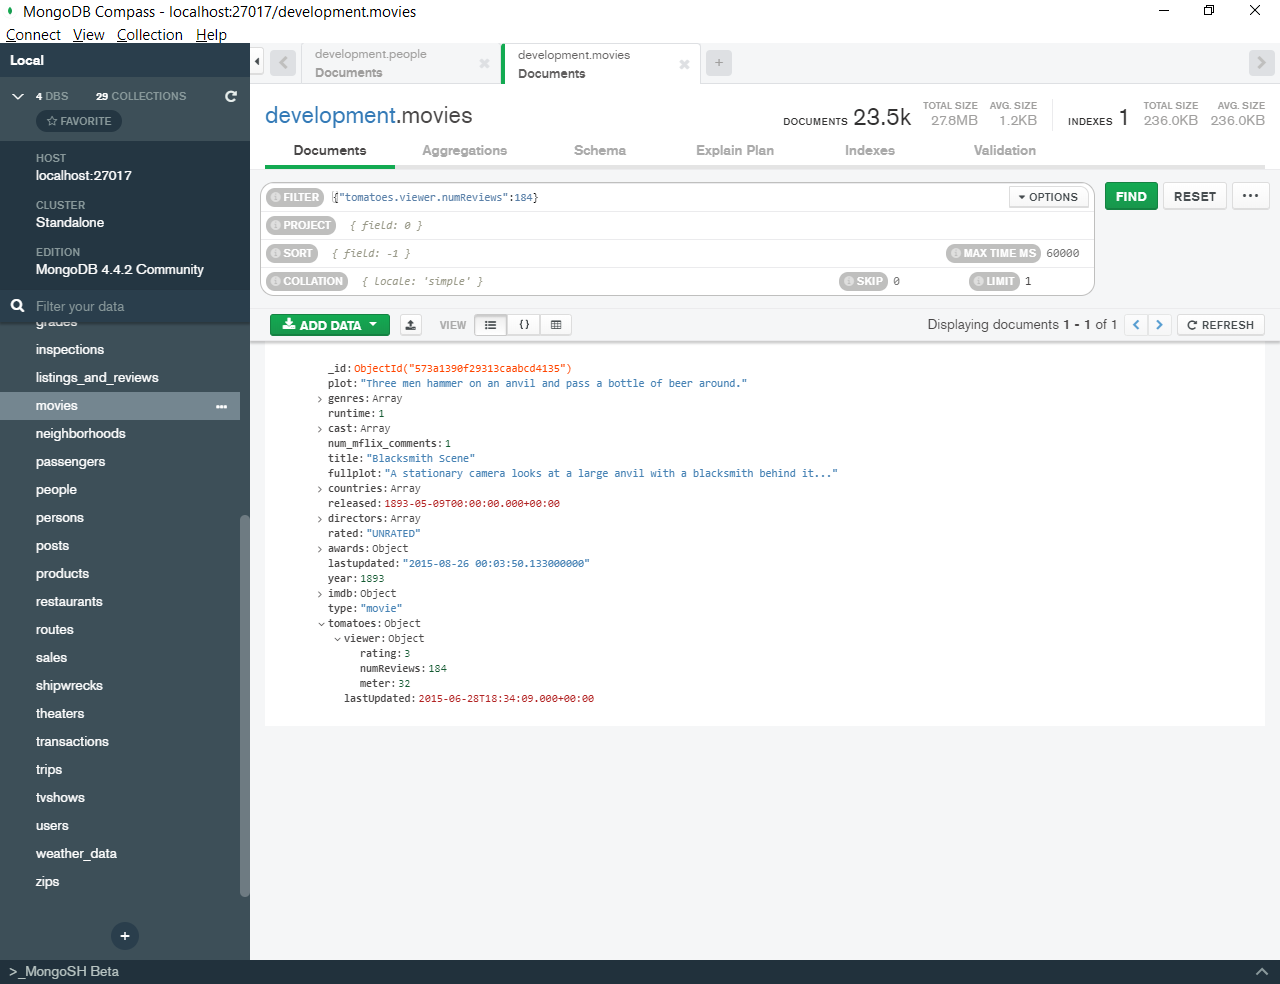 MongoDB Compass - localhost:27017/development.movies
Connect View Collection Help
Local
4 DBS 29 COLLECTIONS
FAVORITE
HOST
localhost:27017
CLUSTER
Standalone
EDITION
MongoDB 4.4.2 Community
Filter your data
grades
inspections
listings_and_reviews
movies
neighborhoods
passengers
people
persons
posts
products
restaurants
routes
sales
shipwrecks
theaters
transactions
trips
tvshows
users
weather_data
zips
development.people
Documents
development.movies
Documents
development.movies
DOCUMENTS 23.5k
TOTAL SIZE 27.8MB
AVG. SIZE 1.2KB
INDEXES 1
TOTAL SIZE 236.0KB
AVG. SIZE 236.0KB
Documents Aggregations Schema Explain Plan Indexes Validation
FILTER {"tomatoes.viewer.numReviews":184} OPTIONS FIND RESET
PROJECT { field: 0 }
SORT { field: -1 } MAX TIME MS 60000
COLLATION { locale: 'simple' } SKIP 0 LIMIT 1
ADD DATA VIEW {} Displaying documents 1 - 1 of 1 REFRESH
_id: ObjectId("573a1390f29313caabcd4135")
plot: "Three men hammer on an anvil and pass a bottle of beer around."
genres: Array
runtime: 1
cast: Array
num_mflix_comments: 1
title: "Blacksmith Scene"
fullplot: "A stationary camera looks at a large anvil with a blacksmith behind it..."
countries: Array
released: 1893-05-09T00:00:00.000+00:00
directors: Array
rated: "UNRATED"
awards: Object
lastupdated: "2015-08-26 00:03:50.133000000"
year: 1893
imdb: Object
type: "movie"
tomatoes: Object
viewer: Object
rating: 3
numReviews: 184
meter: 32
lastUpdated: 2015-06-28T18:34:09.000+00:00
>_MongoSH Beta